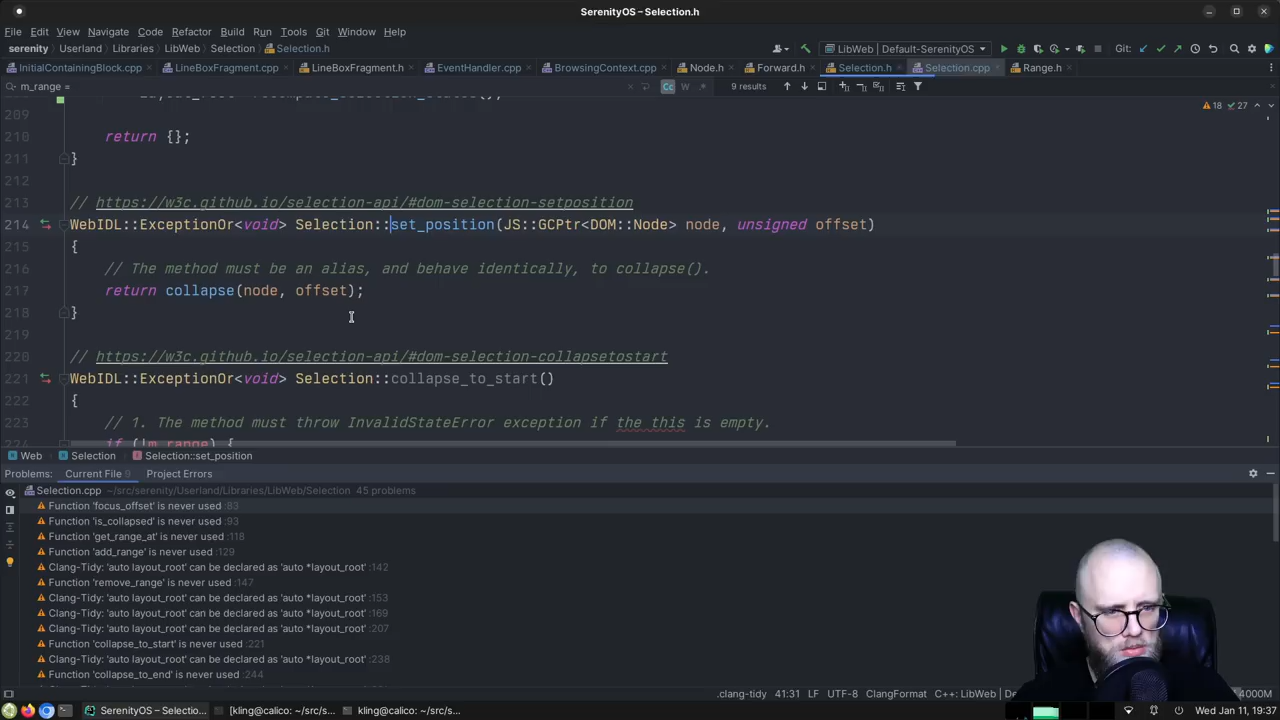 SerenityOS – Selection.h
File Edit View Navigate Code Refactor Build Run Tools Git Window Help
serenity Userland Libraries LibWeb Selection Selection.h LibWeb | Default-SerenityOS Git:
InitialContainingBlock.cpp LineBoxFragment.cpp LineBoxFragment.h EventHandler.cpp BrowsingContext.cpp Node.h Forward.h Selection.h Selection.cpp Range.h
m_range = Cc W .* 9 results
18 27
209
210 return {};
211 }
212
213 // https://w3c.github.io/selection-api/#dom-selection-setposition
214 WebIDL::ExceptionOr<void> Selection::set_position(JS::GCPtr<DOM::Node> node, unsigned offset)
215 {
216 // The method must be an alias, and behave identically, to collapse().
217 return collapse(node, offset);
218 }
219
220 // https://w3c.github.io/selection-api/#dom-selection-collapsetostart
221 WebIDL::ExceptionOr<void> Selection::collapse_to_start()
222 {
223 // 1. The method must throw InvalidStateError exception if the this is empty.
224 if (!m_range) {
Web Selection Selection::set_position
Problems: Current File 9 Project Errors
Selection.cpp ~/src/serenity/Userland/Libraries/LibWeb/Selection 45 problems
Function 'focus_offset' is never used :83
Function 'is_collapsed' is never used :93
Function 'get_range_at' is never used :118
Function 'add_range' is never used :129
Clang-Tidy: 'auto layout_root' can be declared as 'auto *layout_root' :142
Function 'remove_range' is never used :147
Clang-Tidy: 'auto layout_root' can be declared as 'auto *layout_root' :153
Clang-Tidy: 'auto layout_root' can be declared as 'auto *layout_root' :169
Clang-Tidy: 'auto layout_root' can be declared as 'auto *layout_root' :207
Function 'collapse_to_start' is never used :221
Clang-Tidy: 'auto layout_root' can be declared as 'auto *layout_root' :238
Function 'collapse_to_end' is never used :244
.clang-tidy 41:31 LF UTF-8 ClangFormat C++: LibWeb | 4000M
SerenityOS – Selectio... [kling@calico: ~/src/s... kling@calico: ~/src/s... Wed Jan 11, 19:37